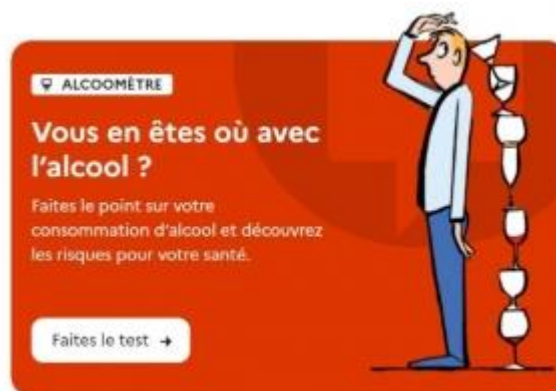 ALCOOMÈTRE
Vous en êtes où avec
l'alcool ?
Faites le point sur votre
consommation d'alcool et découvrez
les risques pour votre santé.
Faites le test →